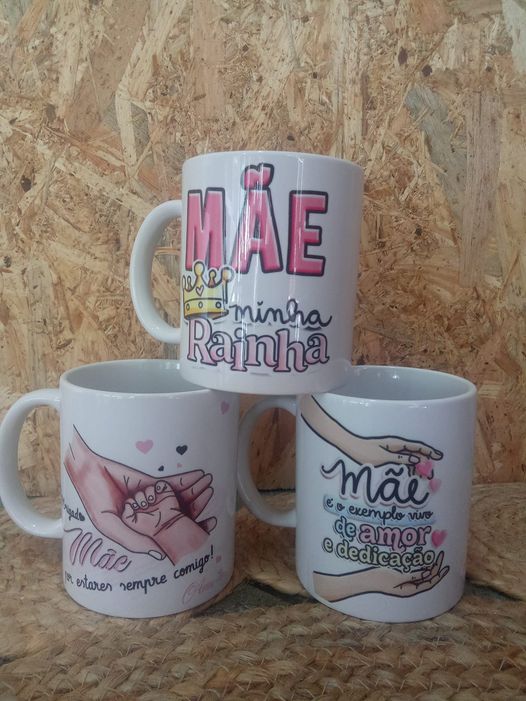 MÃE
minha
Rainha
Mãe
por estares sempre comigo!
Mãe
é o exemplo vivo
de amor
e dedicação